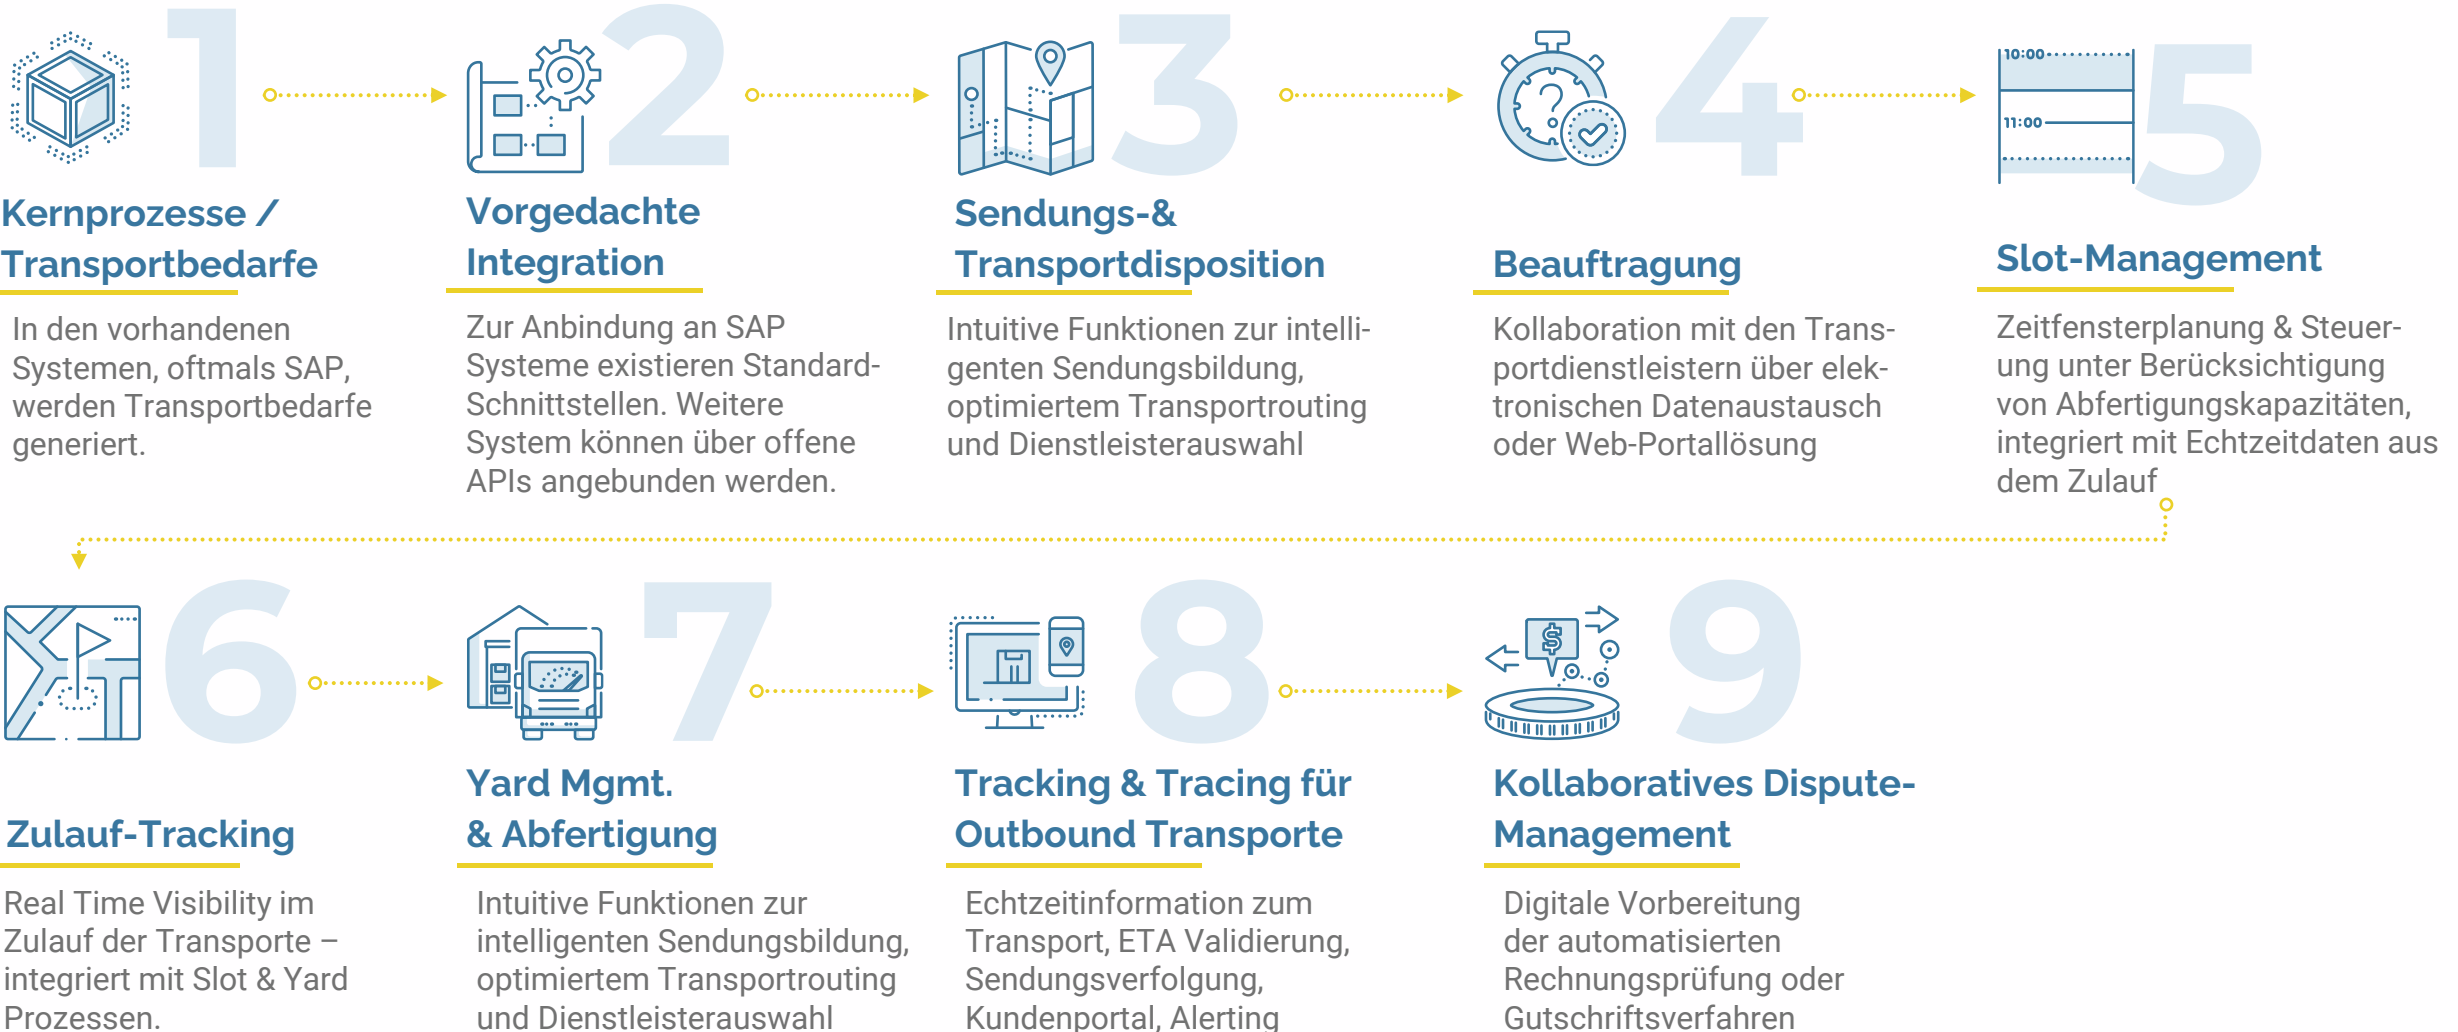 1
Kernprozesse /
Transportbedarfe
In den vorhandenen
Systemen, oftmals SAP,
werden Transportbedarfe
generiert.
2
Vorgedachte
Integration
Zur Anbindung an SAP
Systeme existieren Standard-
Schnittstellen. Weitere
System können über offene
APIs angebunden werden.
3
Sendungs-&
Transportdisposition
Intuitive Funktionen zur intelli-
genten Sendungsbildung,
optimiertem Transportrouting
und Dienstleisterauswahl
?
4
Beauftragung
Kollaboration mit den Trans-
portdienstleistern über elek-
tronischen Datenaustausch
oder Web-Portallösung
10:00
11:00
5
Slot-Management
Zeitfensterplanung & Steuer-
ung unter Berücksichtigung
von Abfertigungskapazitäten,
integriert mit Echtzeitdaten aus
dem Zulauf
6
Zulauf-Tracking
Real Time Visibility im
Zulauf der Transporte –
integriert mit Slot & Yard
Prozessen.
7
Yard Mgmt.
& Abfertigung
Intuitive Funktionen zur
intelligenten Sendungsbildung,
optimiertem Transportrouting
und Dienstleisterauswahl
8
Tracking & Tracing für
Outbound Transporte
Echtzeitinformation zum
Transport, ETA Validierung,
Sendungsverfolgung,
Kundenportal, Alerting
$
9
Kollaboratives Dispute-
Management
Digitale Vorbereitung
der automatisierten
Rechnungsprüfung oder
Gutschriftsverfahren